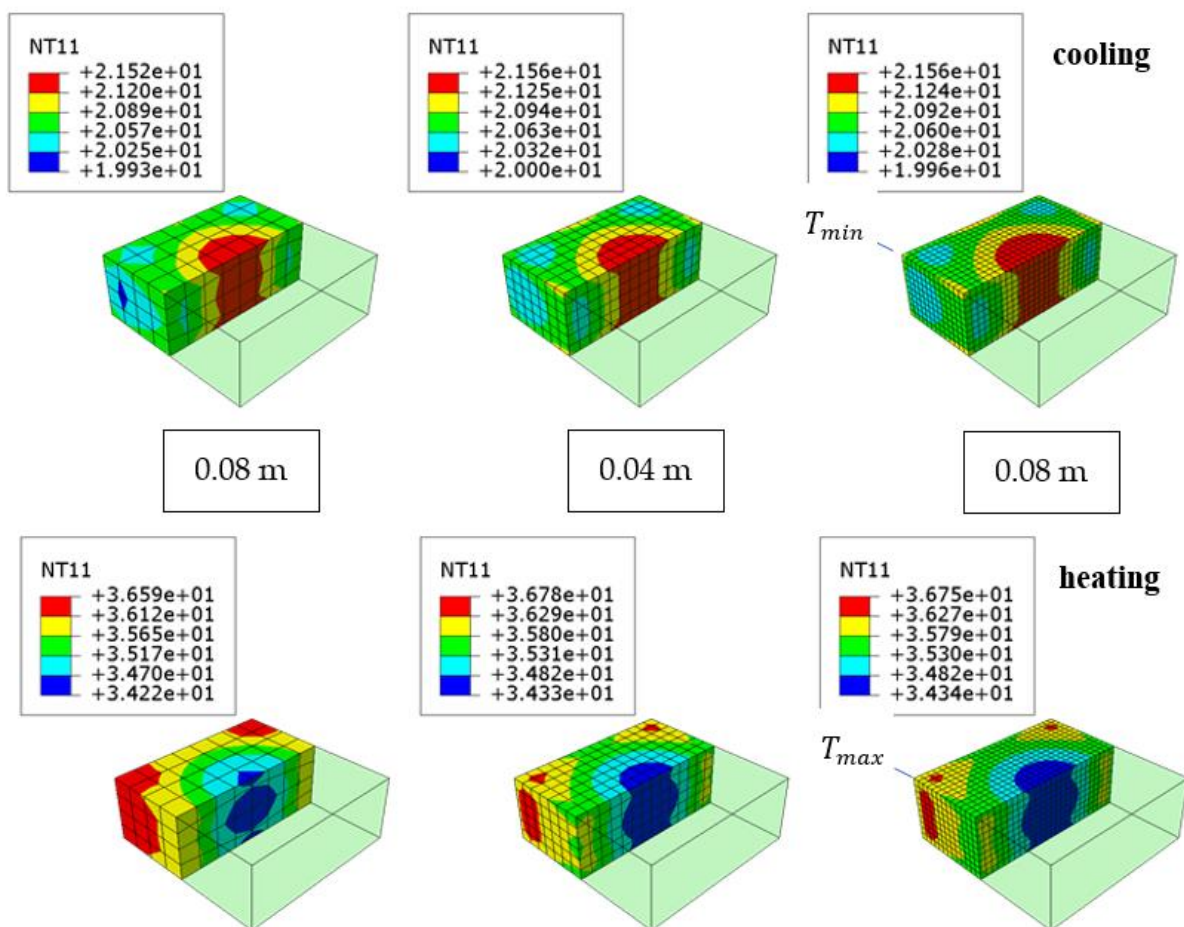 NT11
+2.152e+01
+2.120e+01
+2.089e+01
+2.057e+01
+2.025e+01
+1.993e+01
NT11
+2.156e+01
+2.125e+01
+2.094e+01
+2.063e+01
+2.032e+01
+2.000e+01
NT11
+2.156e+01
+2.124e+01
+2.092e+01
+2.060e+01
+2.028e+01
+1.996e+01
cooling
T_{min}
0.08 m
0.04 m
0.08 m
NT11
+3.659e+01
+3.612e+01
+3.565e+01
+3.517e+01
+3.470e+01
+3.422e+01
NT11
+3.678e+01
+3.629e+01
+3.580e+01
+3.531e+01
+3.482e+01
+3.433e+01
NT11
+3.675e+01
+3.627e+01
+3.579e+01
+3.530e+01
+3.482e+01
+3.434e+01
heating
T_{max}